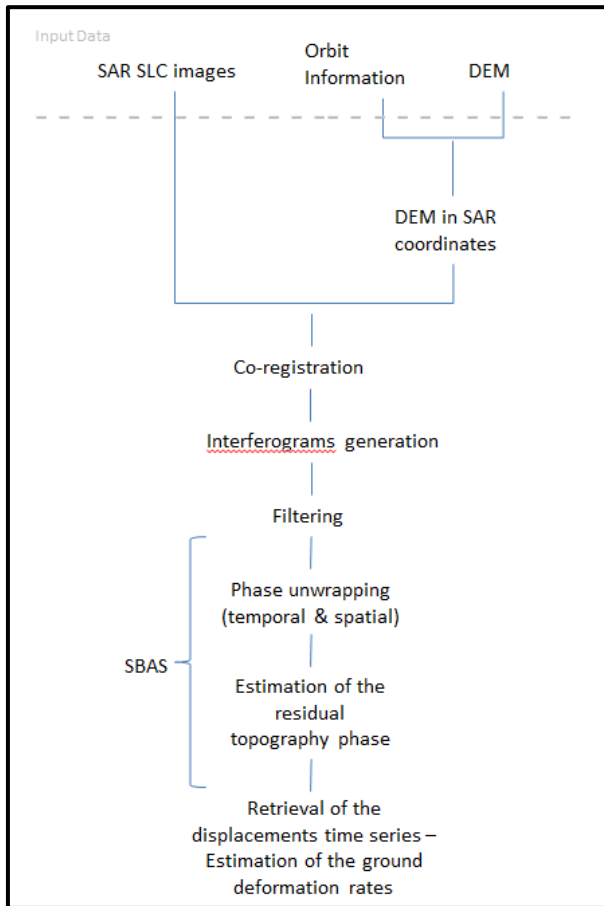 Input Data
SAR SLC images
Orbit
Information
DEM
DEM in SAR
coordinates
Co-registration
Interferograms generation
Filtering
Phase unwrapping
(temporal & spatial)
SBAS
Estimation of the
residual
topography phase
Retrieval of the
displacements time series –
Estimation of the ground
deformation rates